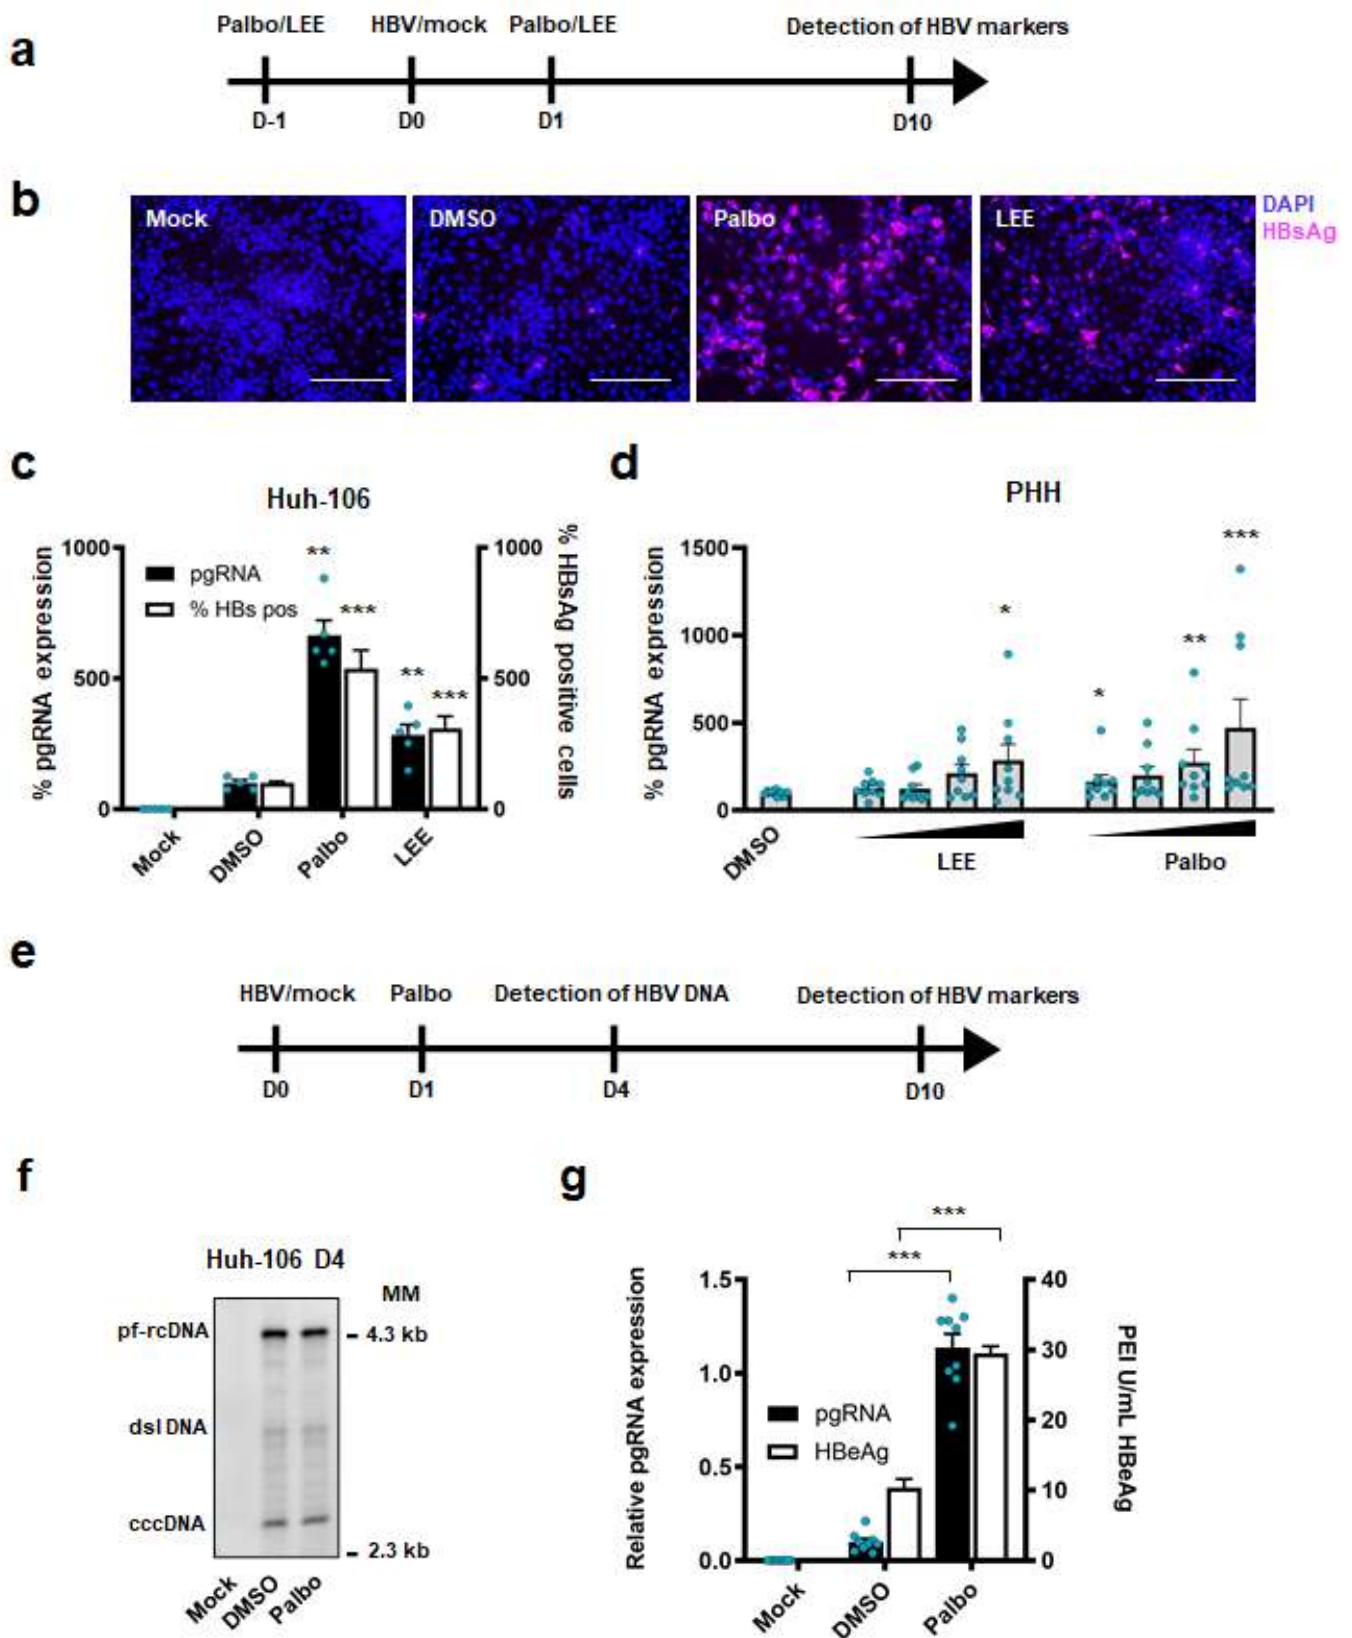 a
Palbo/LEE HBV/mock Palbo/LEE Detection of HBV markers
D-1 D0 D1 D10
b
Mock DMSO Palbo LEE
DAPI
HBsAg
c
Huh-106
% pgRNA expression
1000
500
0
pgRNA
% HBs pos
** *** ** ***
1000
500
0
% HBsAg positive cells
Mock DMSO Palbo LEE
d
PHH
% pgRNA expression
1500
1000
500
0
* * ** ***
DMSO LEE Palbo
e
HBV/mock Palbo Detection of HBV DNA Detection of HBV markers
D0 D1 D4 D10
f
Huh-106 D4
MM
pf-rcDNA
4.3 kb
dsl DNA
cccDNA
2.3 kb
Mock DMSO Palbo
g
***
***
Relative pgRNA expression
1.5
1.0
0.5
0.0
pgRNA
HBeAg
40
30
20
10
0
PEI U/mL HBeAg
Mock DMSO Palbo